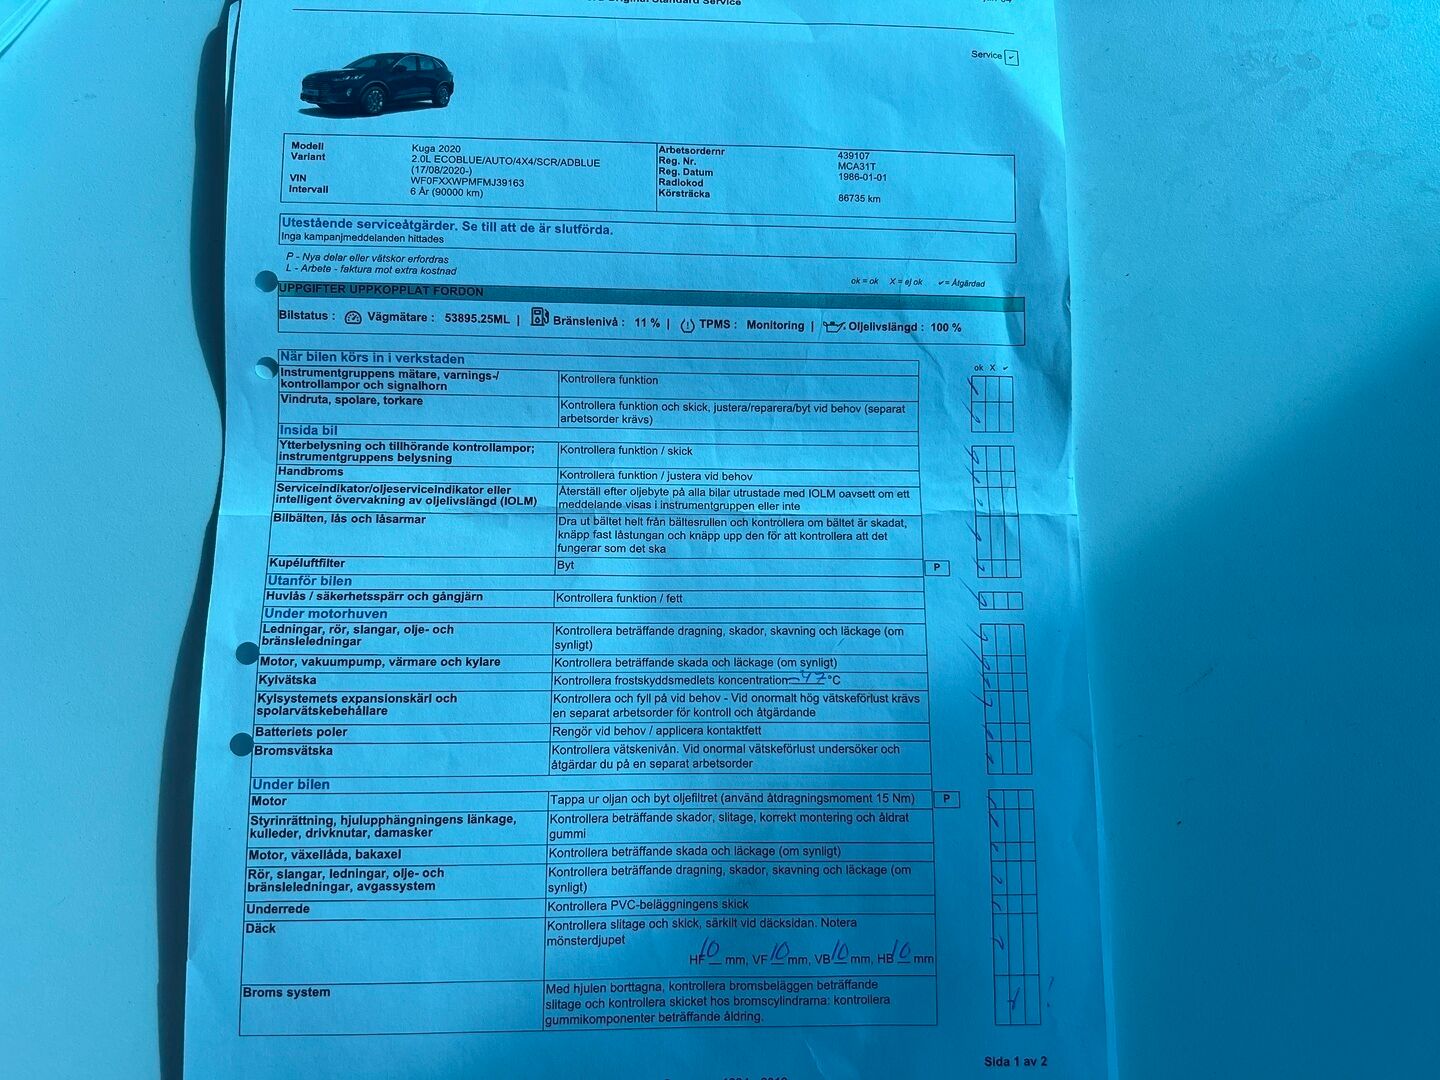 Original Standard Service
Service
Modell Kuga 2020
Variant 2.0L ECOBLUE/AUTO/4X4/SCR/ADBLUE
(17/08/2020-)
VIN WF0FXXWPMFMJ39163
Intervall 6 År (90000 km)
Arbetsordernr 439107
Reg. Nr. MCA31T
Reg. Datum 1986-01-01
Radiokod
Körsträcka 86735 km
Utestående serviceåtgärder. Se till att de är slutförda.
Inga kampanjmeddelanden hittades
P - Nya delar eller vätskor erfordras
L - Arbete - faktura mot extra kostnad
ok = ok X = ej ok ✓= Åtgärdad
UPPGIFTER UPPKOPPLAT FORDON
Bilstatus : Vägmätare : 53895.25ML | Bränslenivå : 11 % | TPMS : Monitoring | Oljelivslängd : 100 %
När bilen körs in i verkstaden
ok X ✓
Instrumentgruppens mätare, varnings-/
kontrollampor och signalhorn
Kontrollera funktion
Vindruta, spolare, torkare
Kontrollera funktion och skick, justera/reparera/byt vid behov (separat
arbetsorder krävs)
Insida bil
Ytterbelysning och tillhörande kontrollampor;
instrumentgruppens belysning
Kontrollera funktion / skick
Handbroms
Kontrollera funktion / justera vid behov
Serviceindikator/oljeserviceindikator eller
intelligent övervakning av oljelivslängd (IOLM)
Återställ efter oljebyte på alla bilar utrustade med IOLM oavsett om ett
meddelande visas i instrumentgruppen eller inte
Bilbälten, lås och låsarmar
Dra ut bältet helt från bältesrullen och kontrollera om bältet är skadat,
knäpp fast låstungan och knäpp upp den för att kontrollera att det
fungerar som det ska
Kupéluftfilter
Byt
P
Utanför bilen
Huvlås / säkerhetsspärr och gångjärn
Kontrollera funktion / fett
Under motorhuven
Ledningar, rör, slangar, olje- och
bränsleledningar
Kontrollera beträffande dragning, skador, skavning och läckage (om
synligt)
Motor, vakuumpump, värmare och kylare
Kontrollera beträffande skada och läckage (om synligt)
Kylvätska
Kontrollera frostskyddsmedlets koncentration -47 °C
Kylsystemets expansionskärl och
spolarvätskebehållare
Kontrollera och fyll på vid behov - Vid onormalt hög vätskeförlust krävs
en separat arbetsorder för kontroll och åtgärdande
Batteriets poler
Rengör vid behov / applicera kontaktfett
Bromsvätska
Kontrollera vätskenivån. Vid onormal vätskeförlust undersöker och
åtgärdar du på en separat arbetsorder
Under bilen
Motor
Tappa ur oljan och byt oljefiltret (använd åtdragningsmoment 15 Nm)
P
Styrinrättning, hjulupphängningens länkage,
kulleder, drivknutar, damasker
Kontrollera beträffande skador, slitage, korrekt montering och åldrat
gummi
Motor, växellåda, bakaxel
Kontrollera beträffande skada och läckage (om synligt)
Rör, slangar, ledningar, olje- och
bränsleledningar, avgassystem
Kontrollera beträffande dragning, skador, skavning och läckage (om
synligt)
Underrede
Kontrollera PVC-beläggningens skick
Däck
Kontrollera slitage och skick, särkilt vid däcksidan. Notera
mönsterdjupet
HF 10 mm, VF 10 mm, VB 10 mm, HB 10 mm
Broms system
Med hjulen borttagna, kontrollera bromsbeläggen beträffande
slitage och kontrollera skicket hos bromscylindrarna: kontrollera
gummikomponenter beträffande åldring.
!
Sida 1 av 2